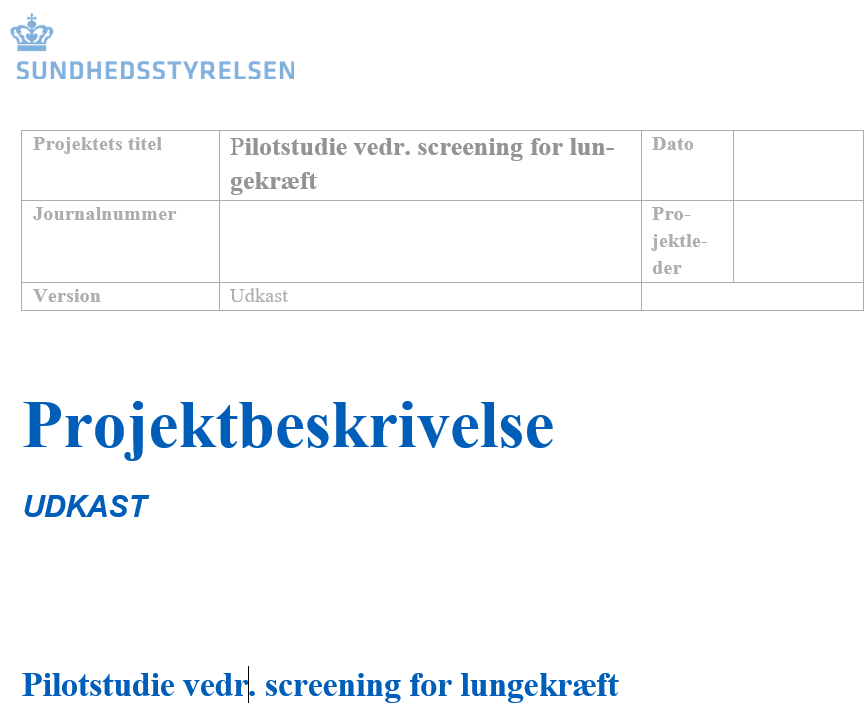 SUNDHEDSSTYRELSEN
Projektets titel
Pilotstudie vedr. screening for lun-
gekræft
Dato
Journalnummer
Pro-
jektle-
der
Version
Udkast
Projektbeskrivelse
UDKAST
Pilotstudie vedr. screening for lungekræft